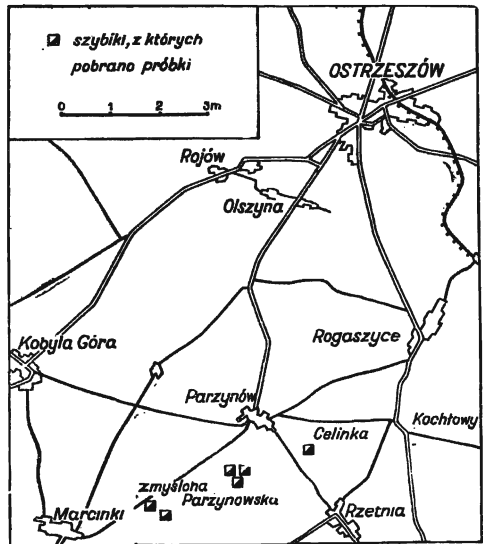 szybiki, z których
pobrano próbki
0 1 2 3m
OSTRZESZÓW
Rojów
Olszyna
Kobyla Góra
Rogaszyce
Parzynów
Kochłowy
Celinka
Zmyślona
Parzynowska
Marcinki
Rzetnia